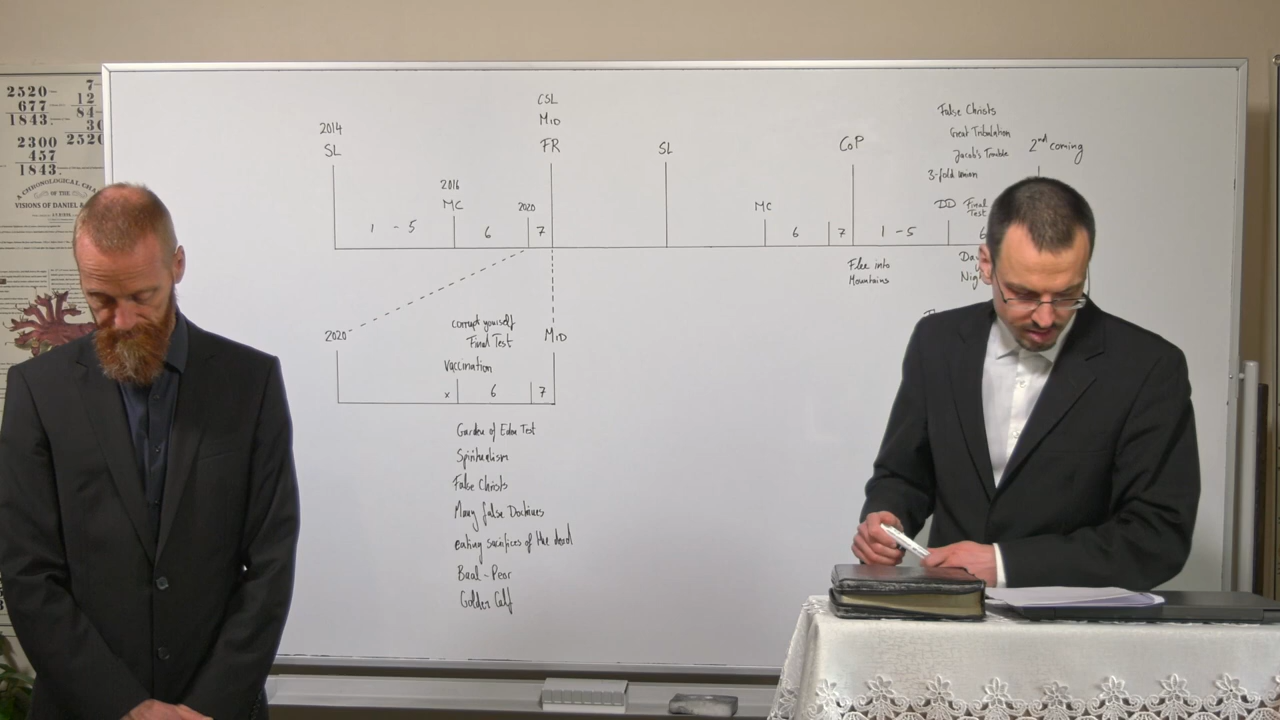 2520
677
1843.
2300
457
1843.
7
12
84
2520
A CHRONOLOGICAL
OF THE
VISIONS OF DANIEL &
2014
SL
1 - 5
2016
MC
6
2020
7
CSL
MID
FR
SL
MC
6
7
CoP
1 - 5
Flee into
Mountains
False Christs
Great Tribulation
Jacob's Trouble
3-fold union
2nd coming
DD
Final
Test
6
2020
corrupt yourself
Final Test
vaccination
x
6
7
MID
Garden of Eden Test
Spiritualism
False Christs
Many false Doctrines
eating sacrifices of the dead
Baal-Peor
Golden Calf